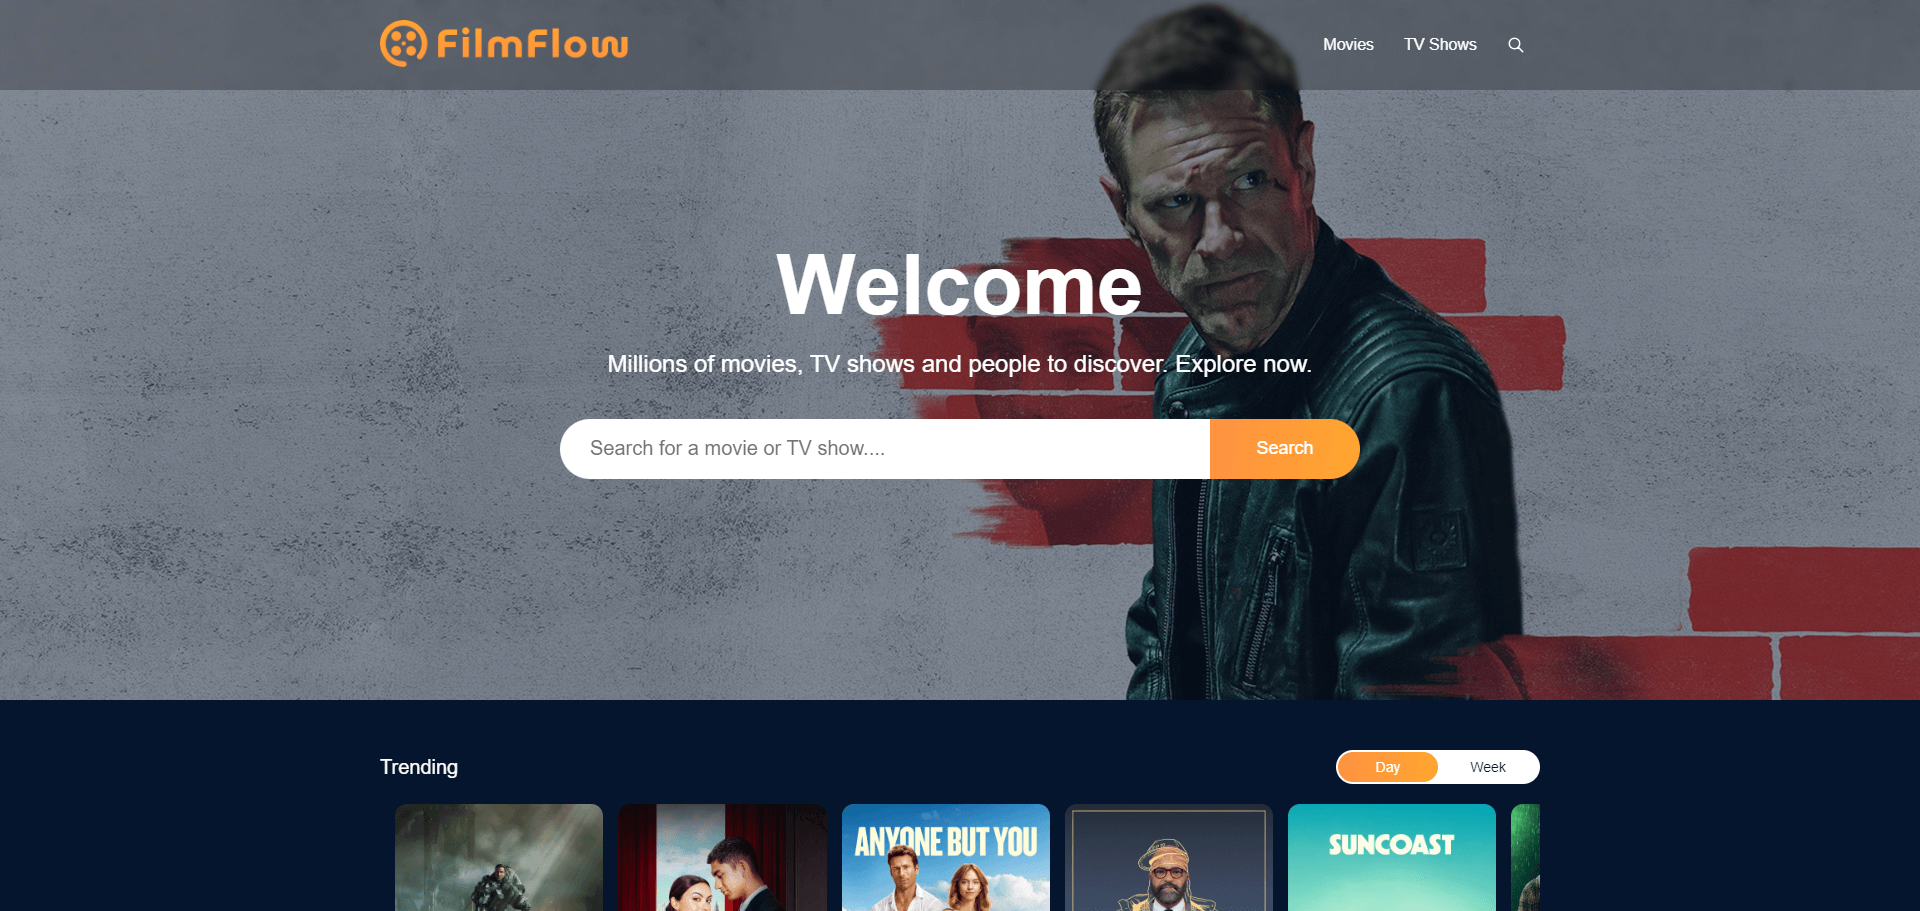 FilmFlow
Movies
TV Shows
Welcome
Millions of movies, TV shows and people to discover. Explore now.
Search for a movie or TV show....
Search
Trending
Day
Week
ANYONE BUT YOU
SUNCOAST